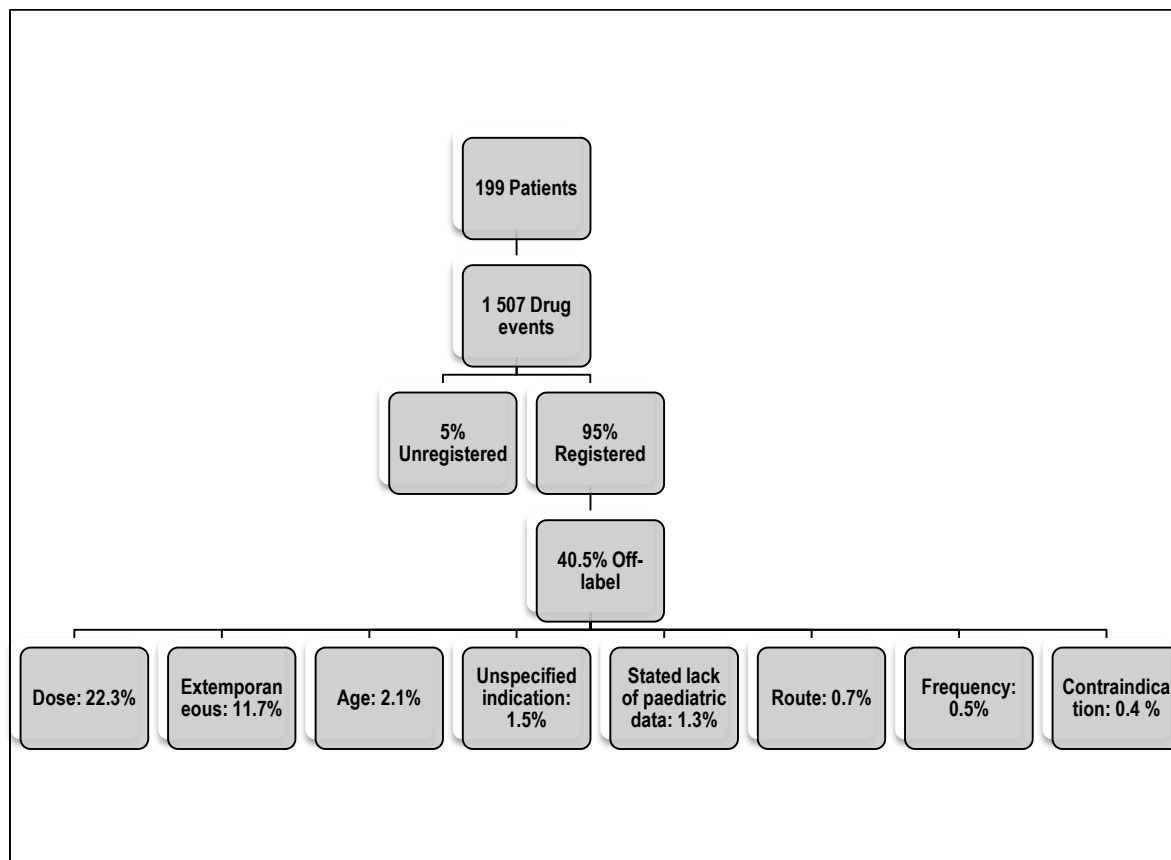 199 Patients
1 507 Drug
events
5%
Unregistered
95%
Registered
40.5% Off-
label
Dose: 22.3%
Extemporan
eous: 11.7%
Age: 2.1%
Unspecified
indication:
1.5%
Stated lack
of paediatric
data: 1.3%
Route: 0.7%
Frequency:
0.5%
Contraindica
tion: 0.4 %